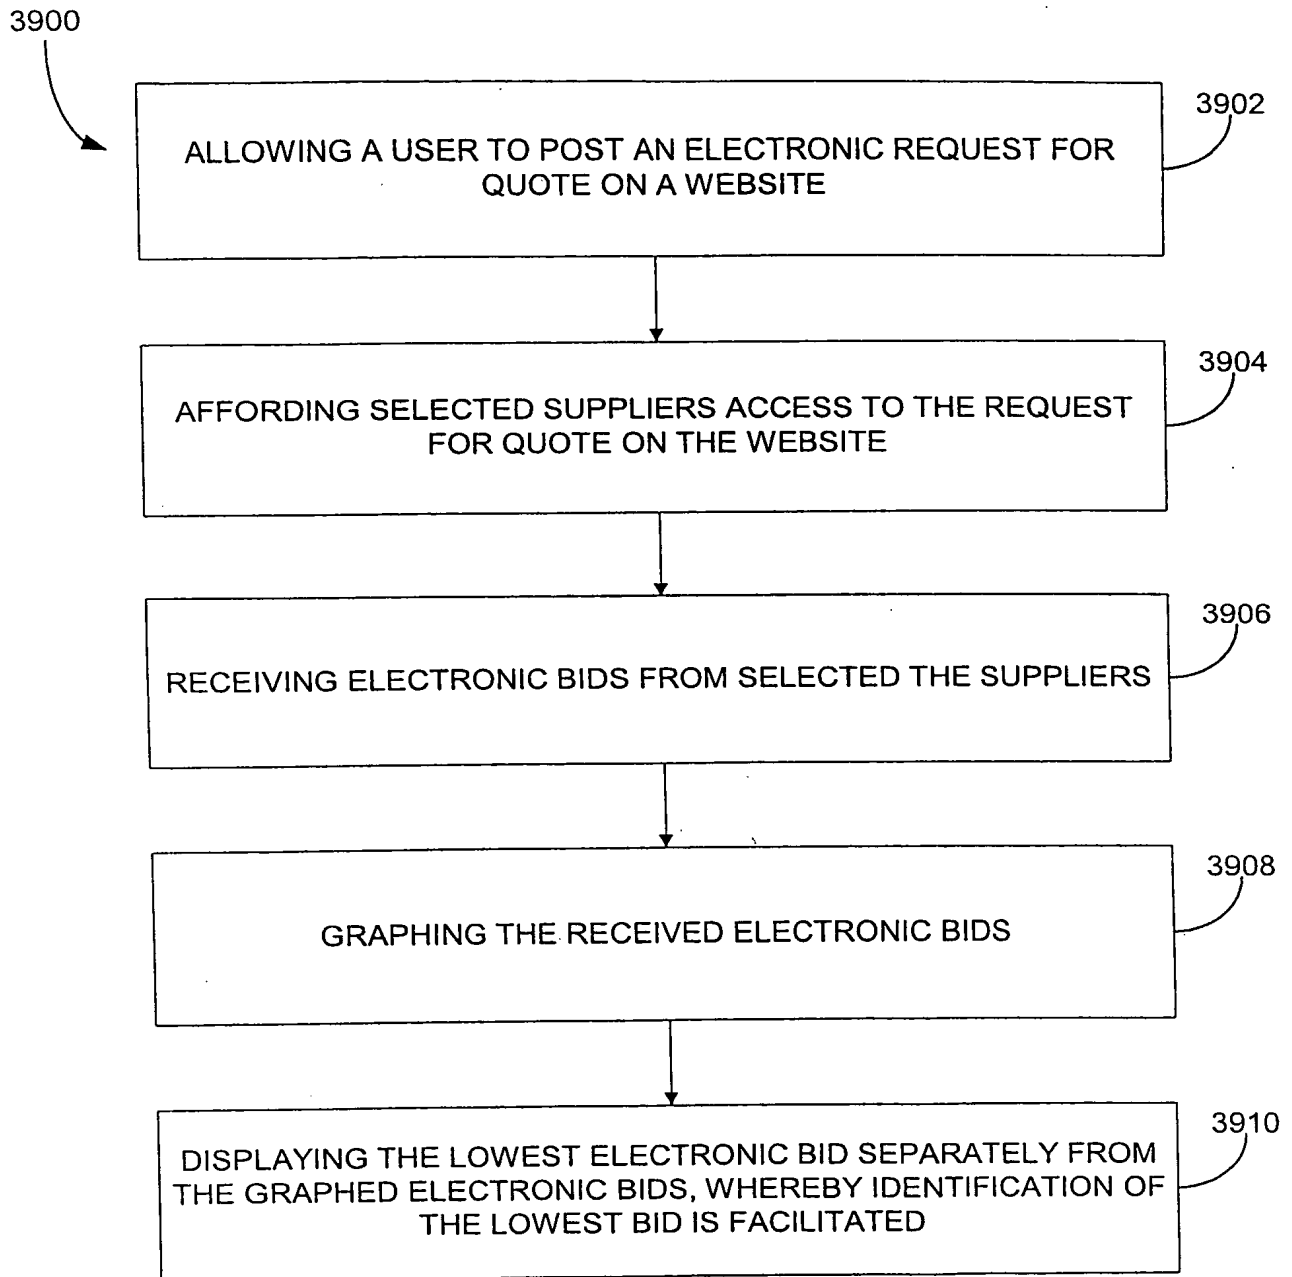 3900
3902
ALLOWING A USER TO POST AN ELECTRONIC REQUEST FOR
QUOTE ON A WEBSITE
3904
AFFORDING SELECTED SUPPLIERS ACCESS TO THE REQUEST
FOR QUOTE ON THE WEBSITE
3906
RECEIVING ELECTRONIC BIDS FROM SELECTED THE SUPPLIERS
3908
GRAPHING THE RECEIVED ELECTRONIC BIDS
3910
DISPLAYING THE LOWEST ELECTRONIC BID SEPARATELY FROM
THE GRAPHED ELECTRONIC BIDS, WHEREBY IDENTIFICATION OF
THE LOWEST BID IS FACILITATED